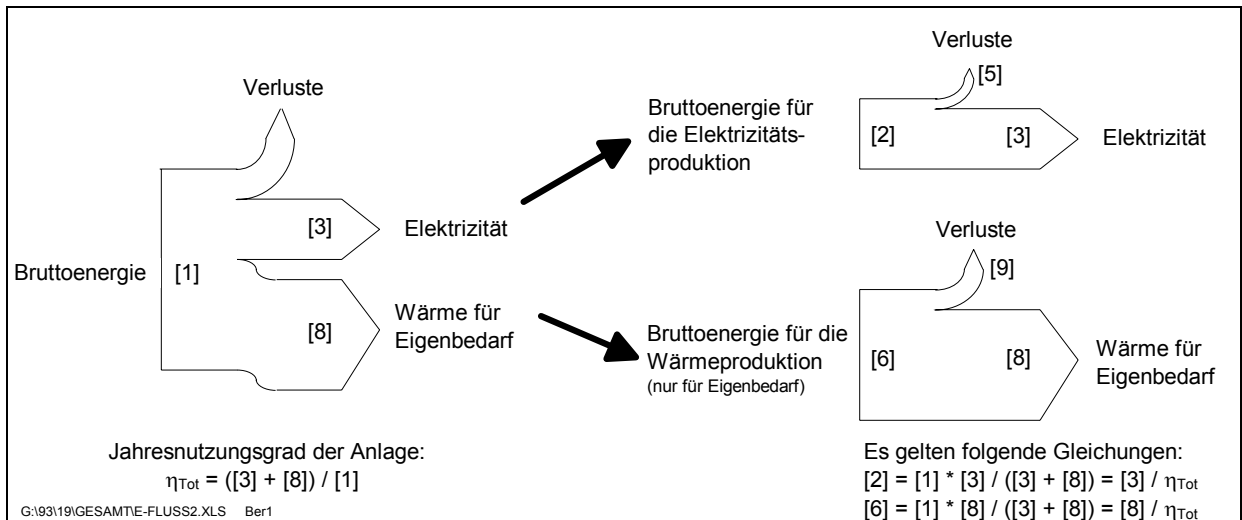 Verluste
[3]
Elektrizität
Bruttoenergie [1]
[8]
Wärme für
Eigenbedarf
Jahresnutzungsgrad der Anlage:
ηTot = ([3] + [8]) / [1]
G:\93\19\GESAMT\E-FLUSS2.XLS Ber1
Bruttoenergie für
die Elektrizitäts-
produktion
Verluste
[5]
[2] [3] Elektrizität
Bruttoenergie für die
Wärmeproduktion
(nur für Eigenbedarf)
Verluste
[9]
[6] [8]
Wärme für
Eigenbedarf
Es gelten folgende Gleichungen:
[2] = [1] * [3] / ([3] + [8]) = [3] / ηTot
[6] = [1] * [8] / ([3] + [8]) = [8] / ηTot